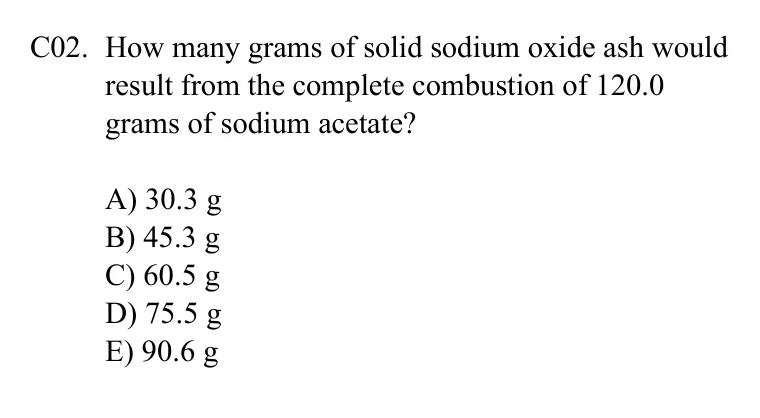 C02. How many grams of solid sodium oxide ash would
result from the complete combustion of 120.0
grams of sodium acetate?
A) 30.3 g
B) 45.3 g
C) 60.5 g
D) 75.5 g
E) 90.6 g